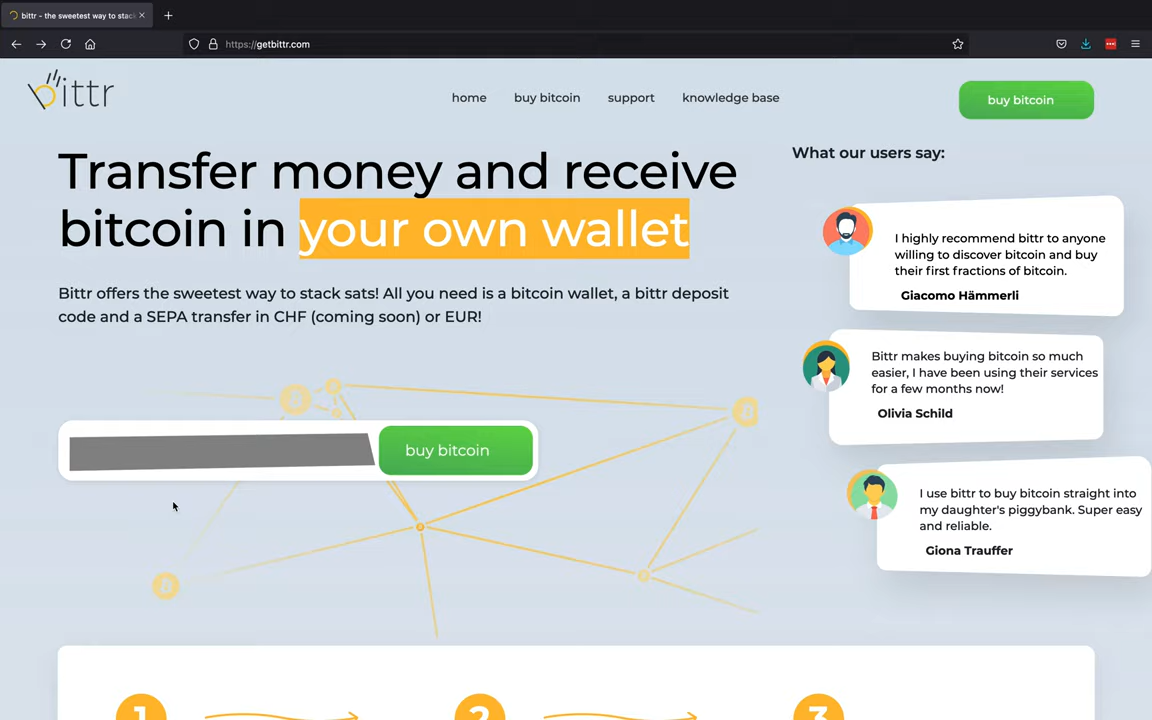 bittr - the sweetest way to stac
https://getbittr.com
bittr
home
buy bitcoin
support
knowledge base
buy bitcoin
Transfer money and receive
bitcoin in your own wallet
Bittr offers the sweetest way to stack sats! All you need is a bitcoin wallet, a bittr deposit
code and a SEPA transfer in CHF (coming soon) or EUR!
buy bitcoin
What our users say:
I highly recommend bittr to anyone
willing to discover bitcoin and buy
their first fractions of bitcoin.
Giacomo Hämmerli
Bittr makes buying bitcoin so much
easier, I have been using their services
for a few months now!
Olivia Schild
I use bittr to buy bitcoin straight into
my daughter's piggybank. Super easy
and reliable.
Giona Trauffer
1
2
3